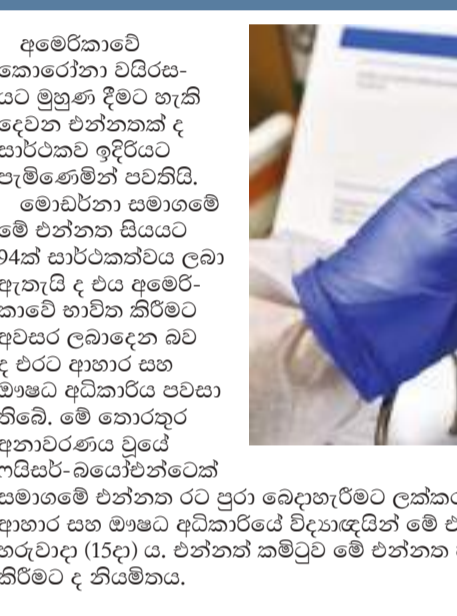 අමෙරිකාවේ
කොරෝනා වයිරස-
යට මුහුණ දීමට හැකි
දෙවන එන්නතක් ද
සාර්ථකව ඉදිරියට
පැමිණෙමින් පවතියි.
මොඩර්නා සමාගමේ
මේ එන්නත සියයට
94ක් සාර්ථකත්වය ලබා
ඇතැයි ද එය අමෙරි-
කාවේ භාවිත කිරීමට
අවසර ලබාදෙන බව
ද එරට ආහාර සහ
ඖෂධ අධිකාරිය පවසා
තිබේ. මේ තොරතුර
අනාවරණය වූයේ
ෆයිසර්-බයෝඑන්ටෙක්
සමාගමේ එන්නත රට පුරා බෙදාහැරීමට
ආහාර සහ ඖෂධ අධිකාරියේ විද්‍යාඥයින් මේ
හරුවාදා (15දා) ය. එන්නත් කමිටුව මේ එන්නත
කිරීමට ද නියමිතය.